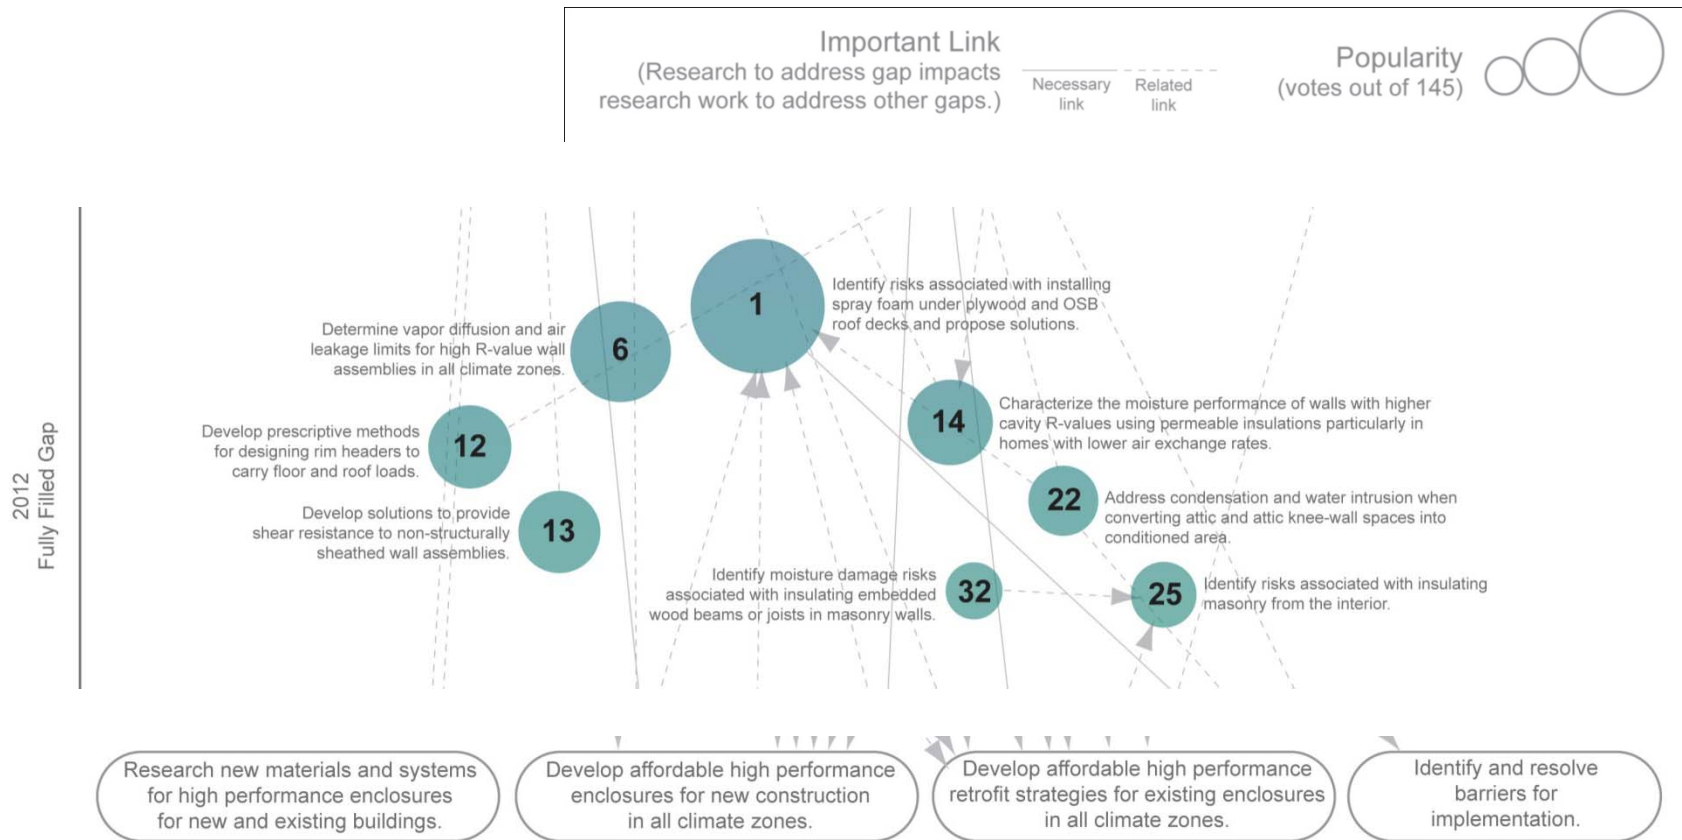 Important Link
(Research to address gap impacts
research work to address other gaps.)
Necessary
link
Related
link
Popularity
(votes out of 145)
2012
Fully Filled Gap
1
Identify risks associated with installing
spray foam under plywood and OSB
roof decks and propose solutions.
Determine vapor diffusion and air
leakage limits for high R-value wall
assemblies in all climate zones.
6
Develop prescriptive methods
for designing rim headers to
carry floor and roof loads.
12
14
Characterize the moisture performance of walls with higher
cavity R-values using permeable insulations particularly in
homes with lower air exchange rates.
Develop solutions to provide
shear resistance to non-structurally
sheathed wall assemblies.
13
22
Address condensation and water intrusion when
converting attic and attic knee-wall spaces into
conditioned area.
Identify moisture damage risks
associated with insulating embedded
wood beams or joists in masonry walls.
32
25
Identify risks associated with insulating
masonry from the interior.
Research new materials and systems
for high performance enclosures
for new and existing buildings.
Develop affordable high performance
enclosures for new construction
in all climate zones.
Develop affordable high performance
retrofit strategies for existing enclosures
in all climate zones.
Identify and resolve
barriers for
implementation.